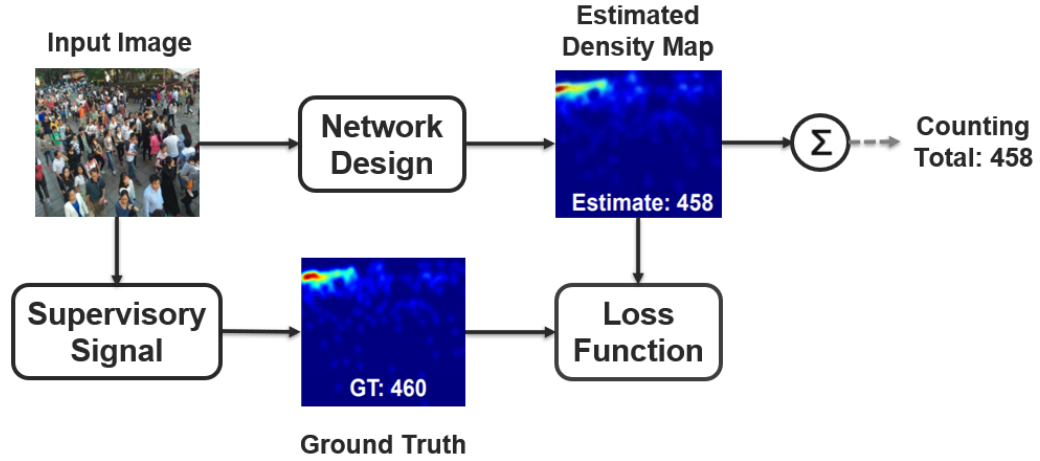 Input Image
Estimated
Density Map
Network
Design
Estimate: 458
Σ
Counting
Total: 458
Supervisory
Signal
GT: 460
Ground Truth
Loss
Function